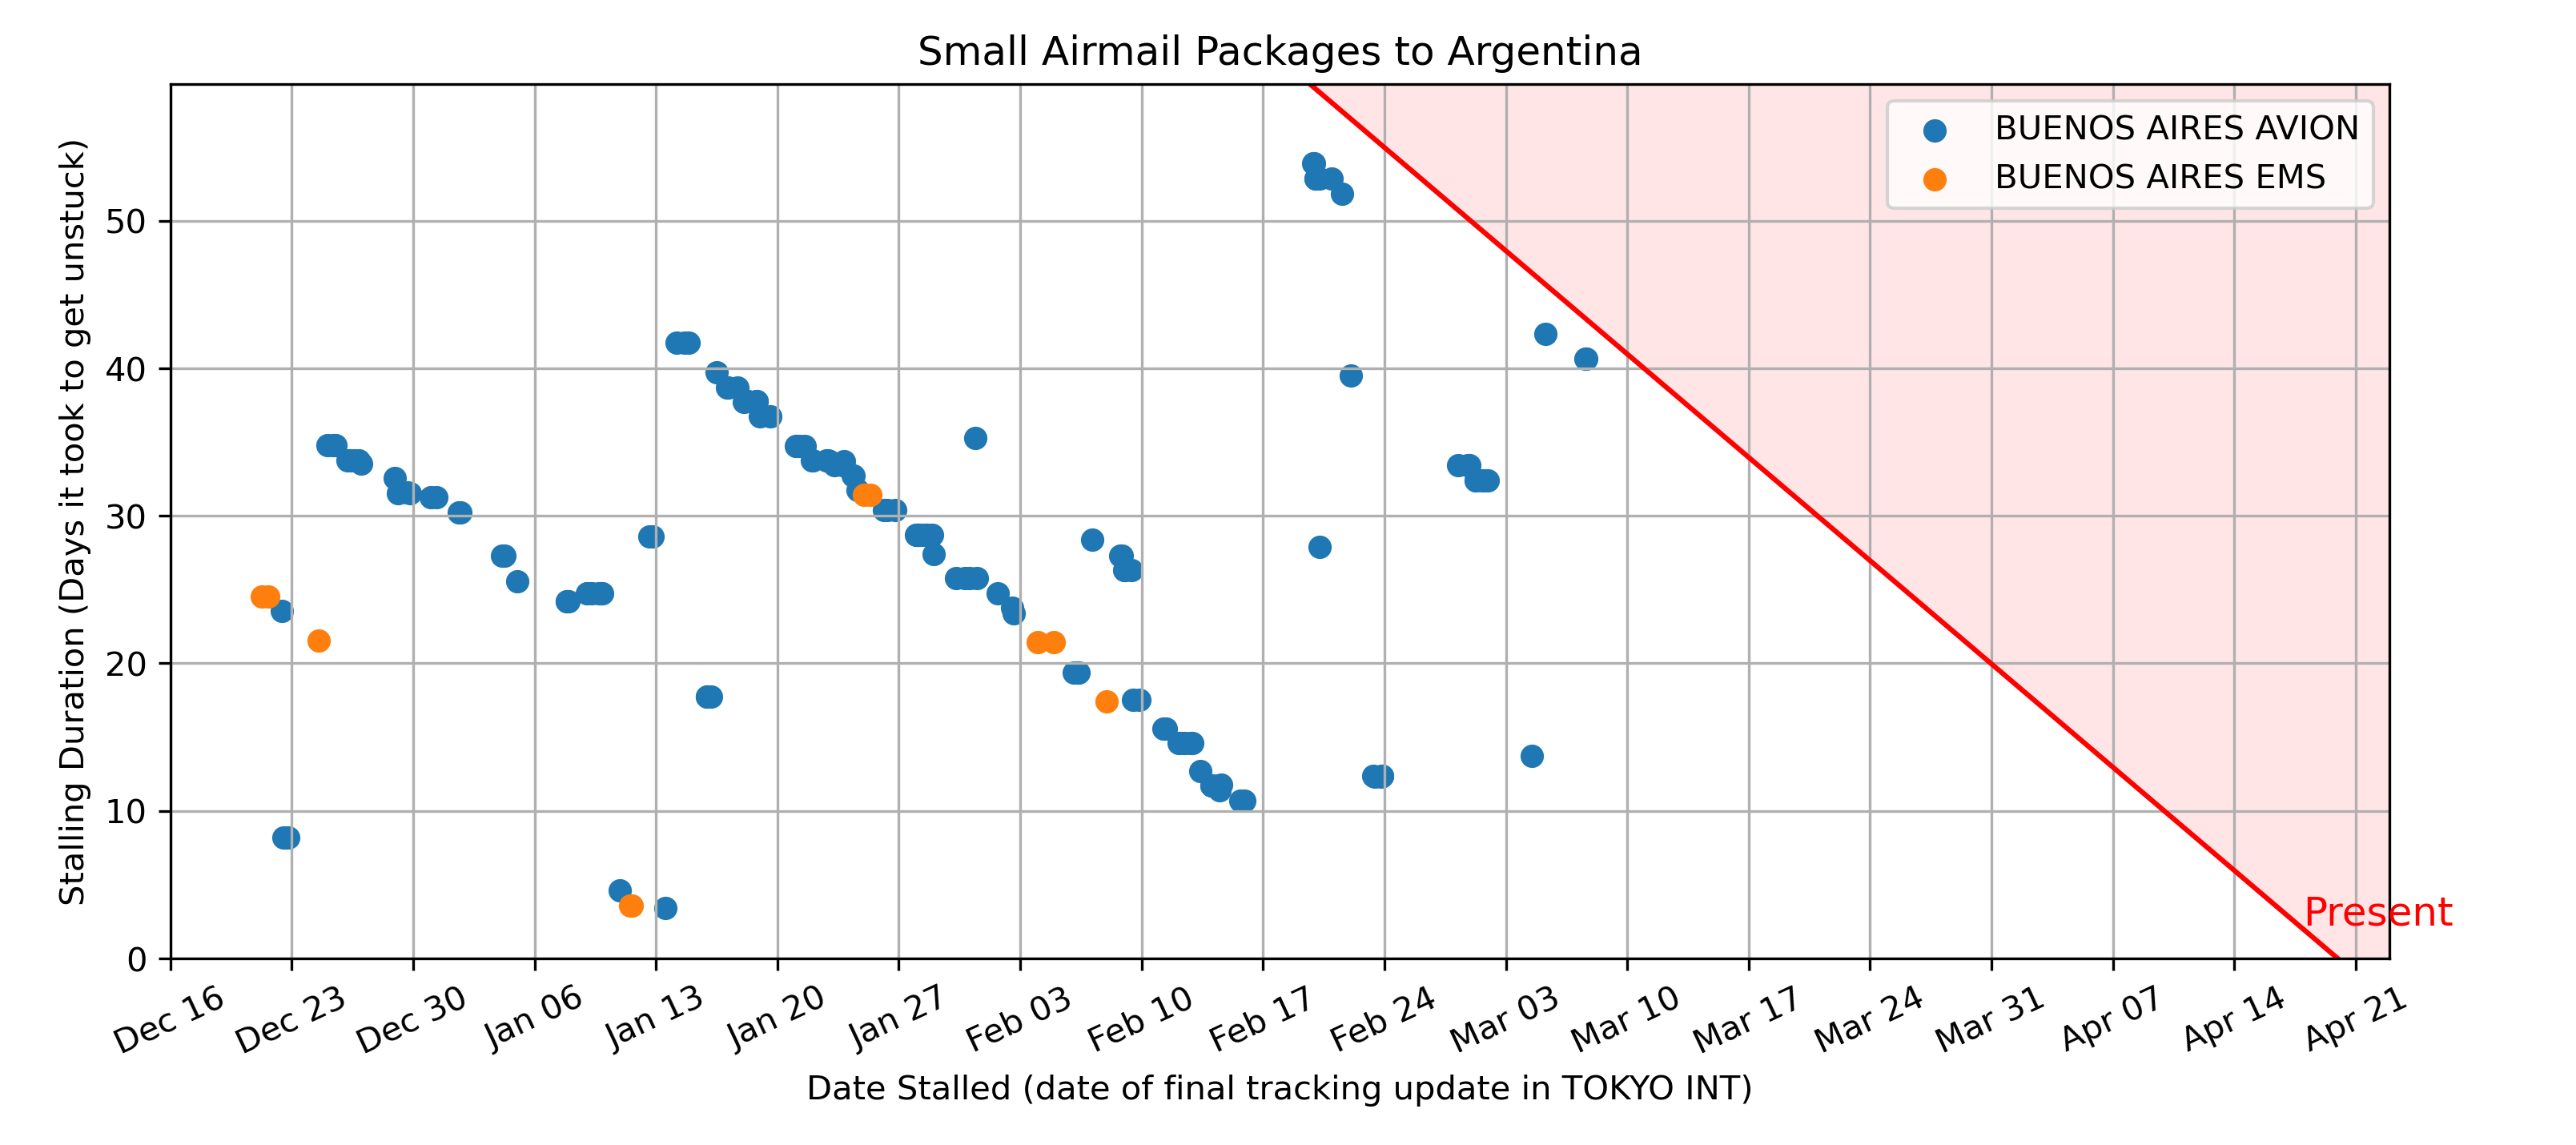 Small Airmail Packages to Argentina
BUENOS AIRES AVION
BUENOS AIRES EMS
Stalling Duration (Days it took to get unstuck)
50
40
30
20
10
0
Present
Dec 16
Dec 23
Dec 30
Jan 06
Jan 13
Jan 20
Jan 27
Feb 03
Feb 10
Feb 17
Feb 24
Mar 03
Mar 10
Mar 17
Mar 24
Mar 31
Apr 07
Apr 14
Apr 21
Date Stalled (date of final tracking update in TOKYO INT)